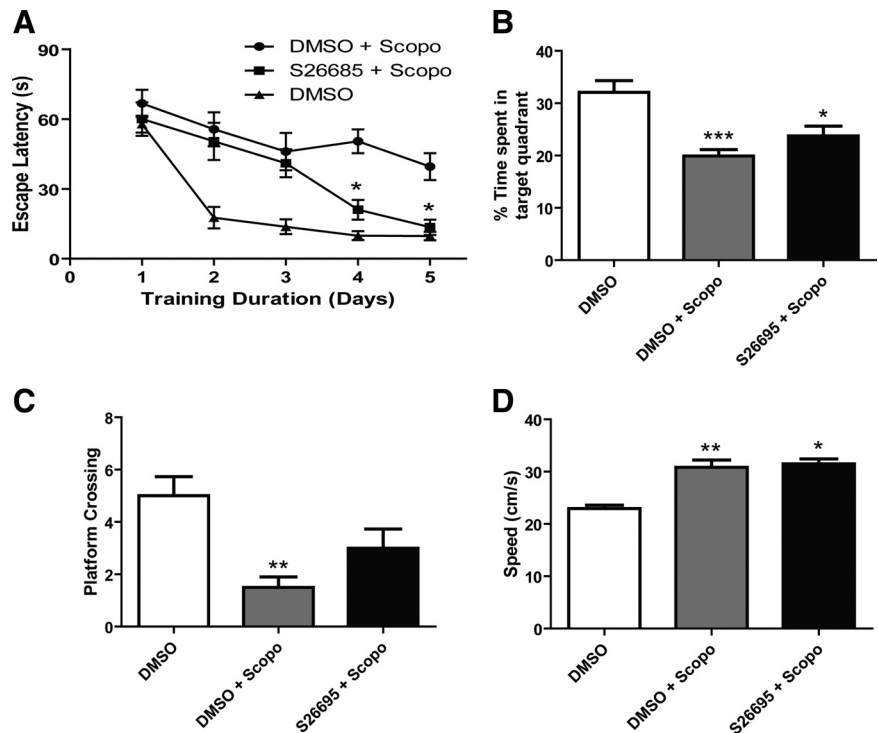 A
DMSO + Scopo
S26685 + Scopo
DMSO
Escape Latency (s)
90
60
30
0
*
*
0 1 2 3 4 5
Training Duration (Days)
B
% Time spent in
target quadrant
40
30
20
10
0
***
*
DMSO
DMSO + Scopo
S26695 + Scopo
C
Platform Crossing
8
6
4
2
0
**
DMSO
DMSO + Scopo
S26695 + Scopo
D
Speed (cm/s)
40
30
20
10
0
**
*
DMSO
DMSO + Scopo
S26695 + Scopo